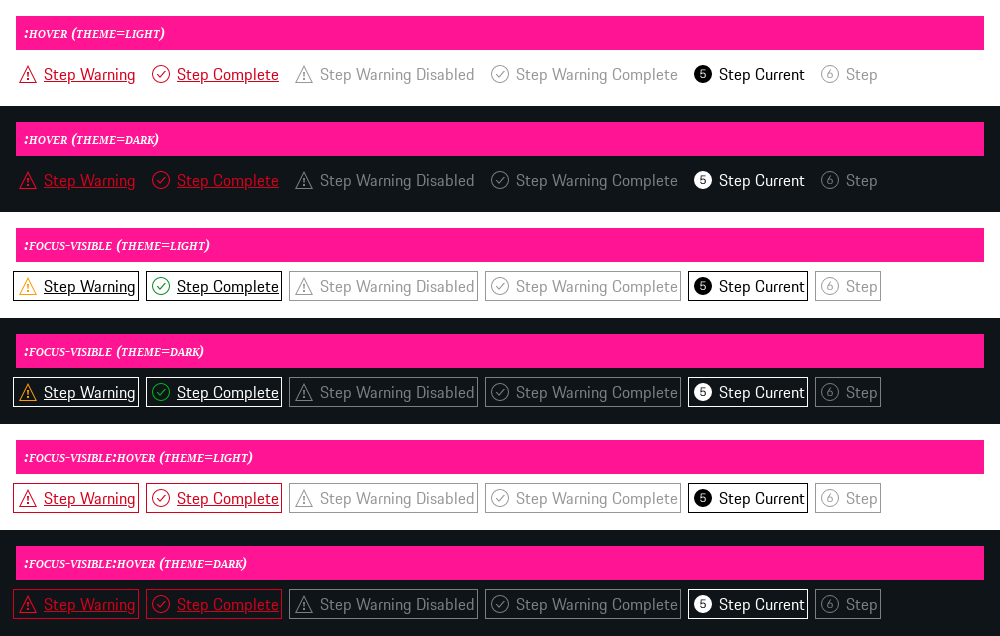 :hover (theme=light)
Step Warning Step Complete Step Warning Disabled Step Warning Complete 5 Step Current 6 Step
:hover (theme=dark)
Step Warning Step Complete Step Warning Disabled Step Warning Complete 5 Step Current 6 Step
:focus-visible (theme=light)
Step Warning Step Complete Step Warning Disabled Step Warning Complete 5 Step Current 6 Step
:focus-visible (theme=dark)
Step Warning Step Complete Step Warning Disabled Step Warning Complete 5 Step Current 6 Step
:focus-visible:hover (theme=light)
Step Warning Step Complete Step Warning Disabled Step Warning Complete 5 Step Current 6 Step
:focus-visible:hover (theme=dark)
Step Warning Step Complete Step Warning Disabled Step Warning Complete 5 Step Current 6 Step